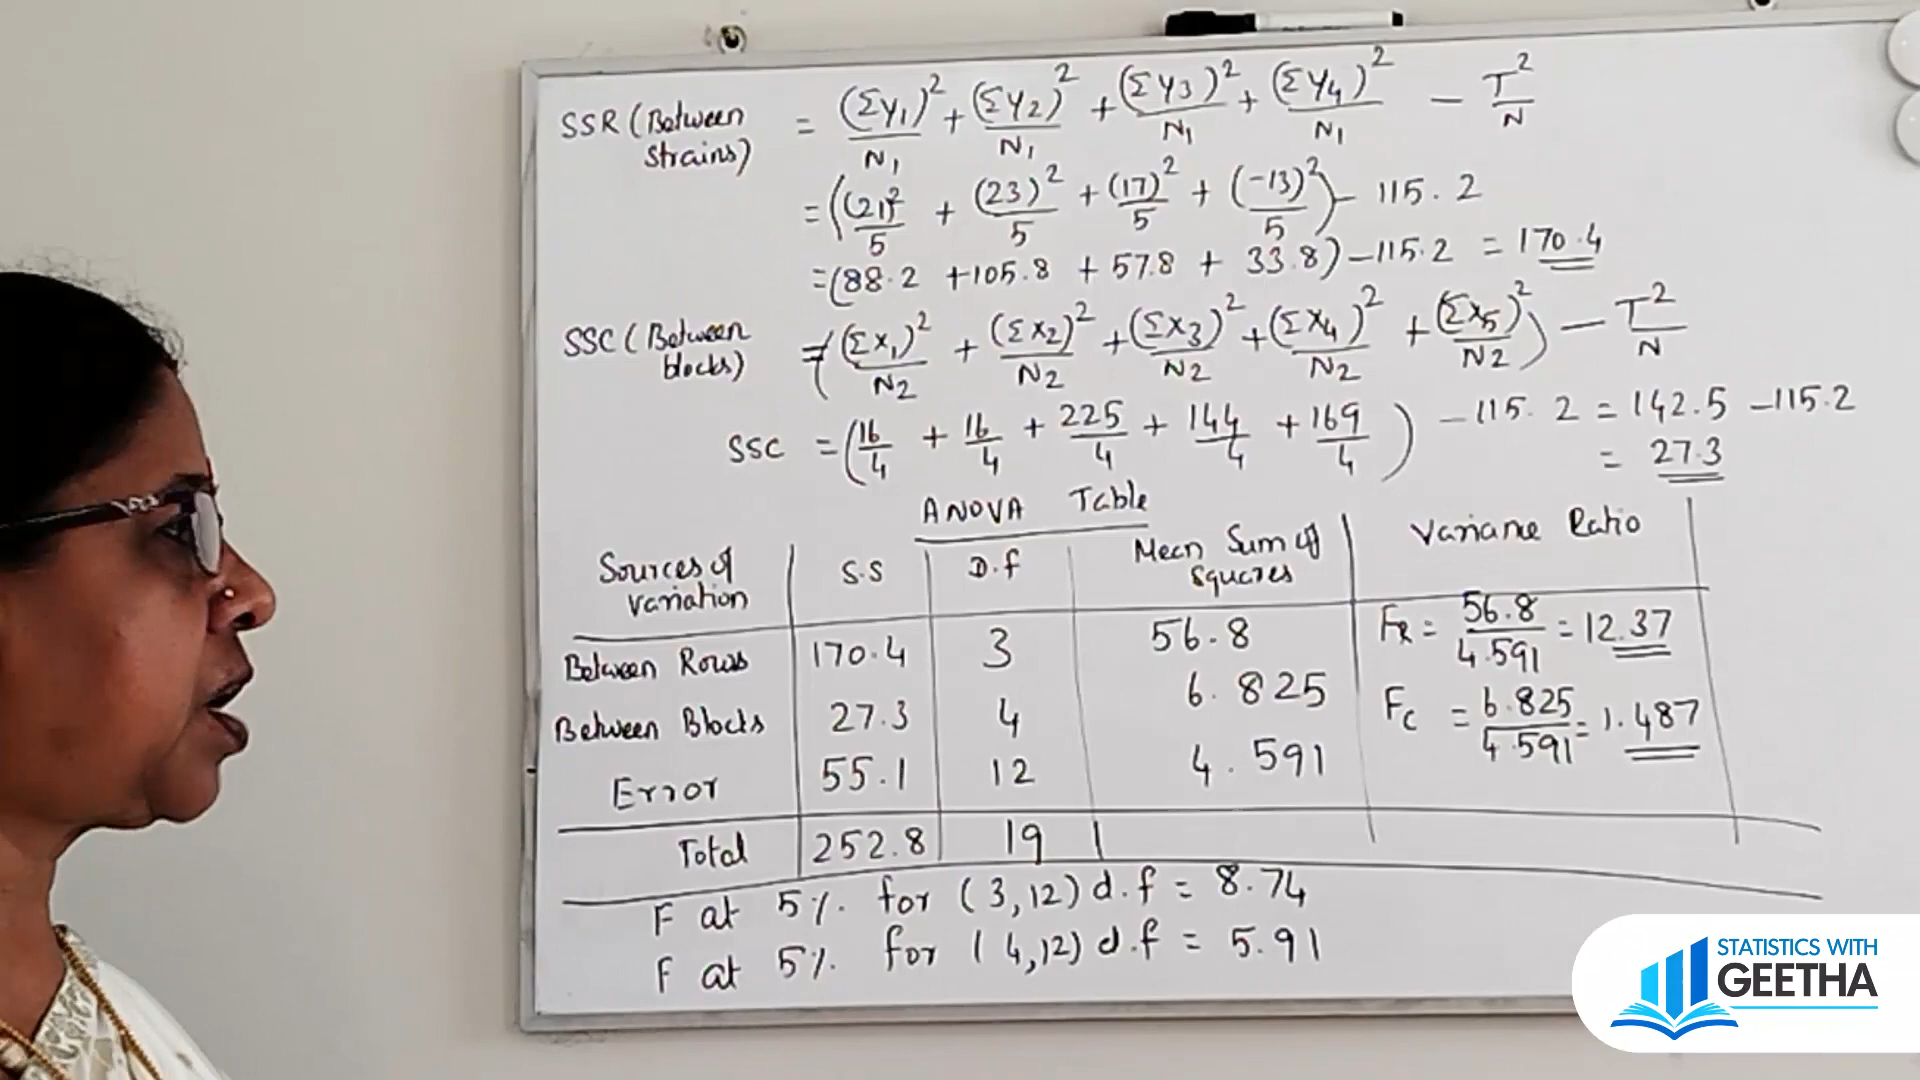 SSR (Between strains) = (ΣY1)²/N1 + (ΣY2)²/N1 + (ΣY3)²/N1 + (ΣY4)²/N1 - T²/N
= ((21)²/5 + (23)²/5 + (17)²/5 + (-13)²/5) - 115.2
= (88.2 + 105.8 + 57.8 + 33.8) - 115.2 = 170.4
SSC (Between blocks) = ((Σx1)²/N2 + (Σx2)²/N2 + (Σx3)²/N2 + (Σx4)²/N2 + (Σx5)²/N2) - T²/N
SSC = (16/4 + 16/4 + 225/4 + 144/4 + 169/4) - 115.2 = 142.5 - 115.2
= 27.3
ANOVA Table
Sources of variation | S.S | D.f | Mean Sum of Squares | Variance Ratio
Between Rows | 170.4 | 3 | 56.8 | FR = 56.8/4.591 = 12.37
Between Blocks | 27.3 | 4 | 6.825 | FC = 6.825/4.591 = 1.487
Error | 55.1 | 12 | 4.591
Total | 252.8 | 19
F at 5%. for (3,12) d.f = 8.74
F at 5%. for (4,12) d.f = 5.91
STATISTICS WITH
GEETHA